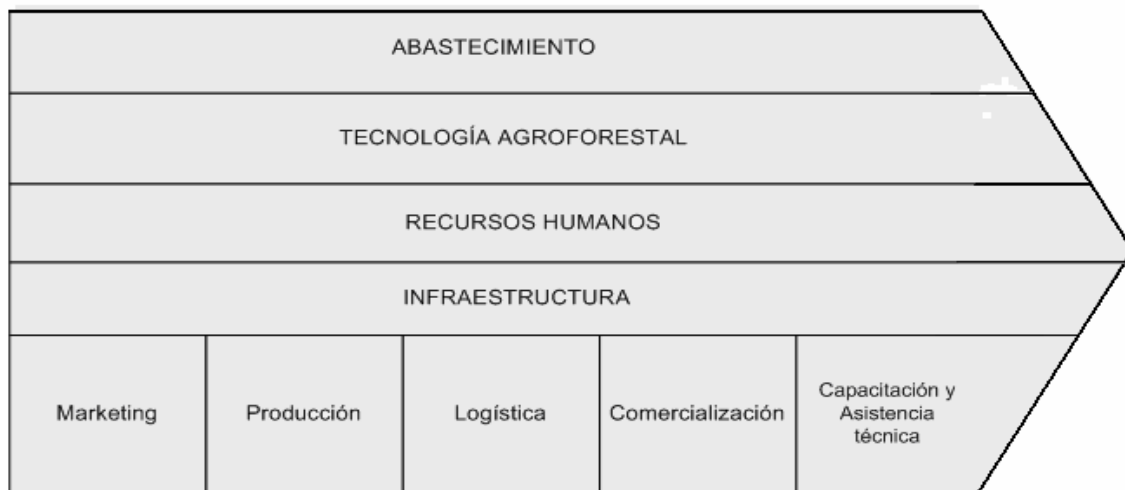 ABASTECIMIENTO
TECNOLOGÍA AGROFORESTAL
RECURSOS HUMANOS
INFRAESTRUCTURA
Marketing
Producción
Logística
Comercialización
Capacitación y
Asistencia
técnica